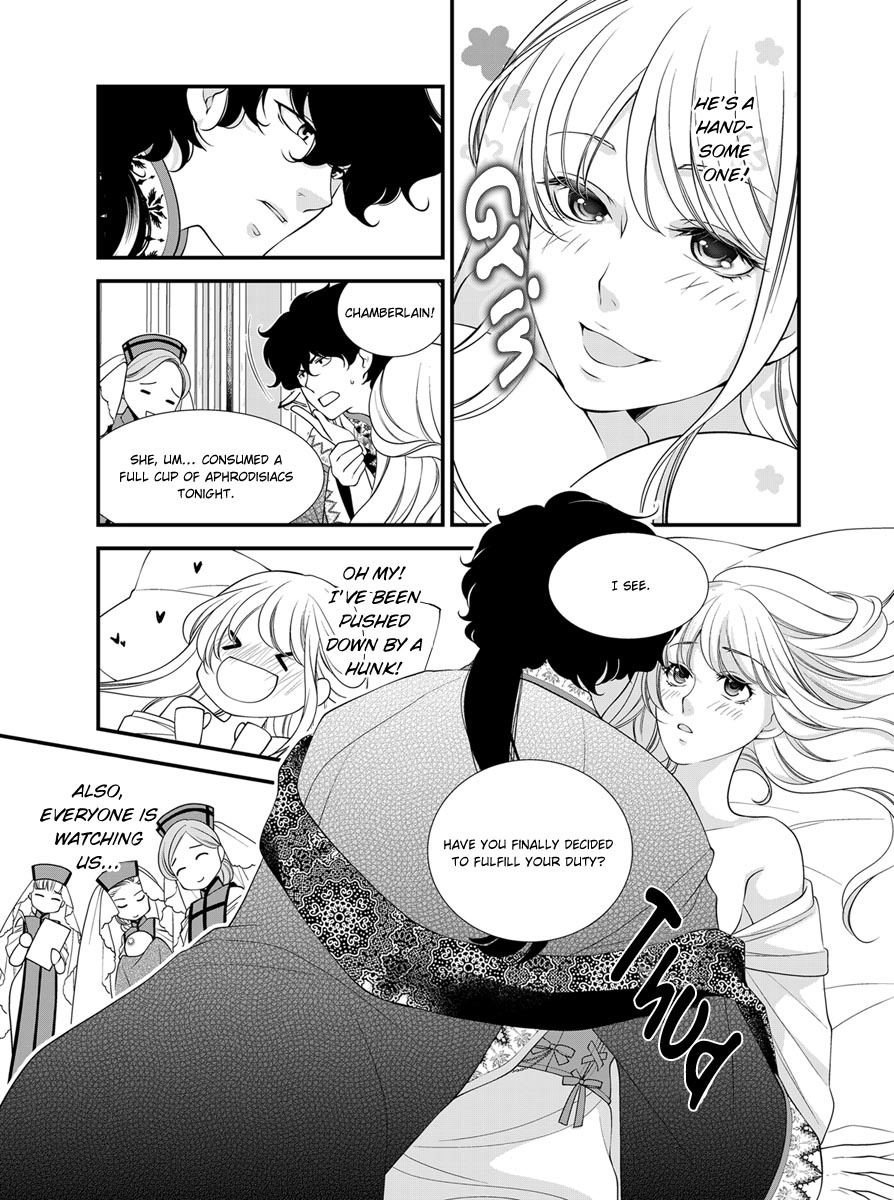 HE'S A
HAND-
SOME
ONE!
GRIN
CHAMBERLAIN!
SHE, UM... CONSUMED A
FULL CUP OF APHRODISIACS
TONIGHT.
I SEE.
OH MY!
I'VE BEEN
PUSHED
DOWN BY A
HUNK!
HAVE YOU FINALLY DECIDED
TO FULFILL YOUR DUTY?
THUD
ALSO,
EVERYONE IS
WATCHING
US...